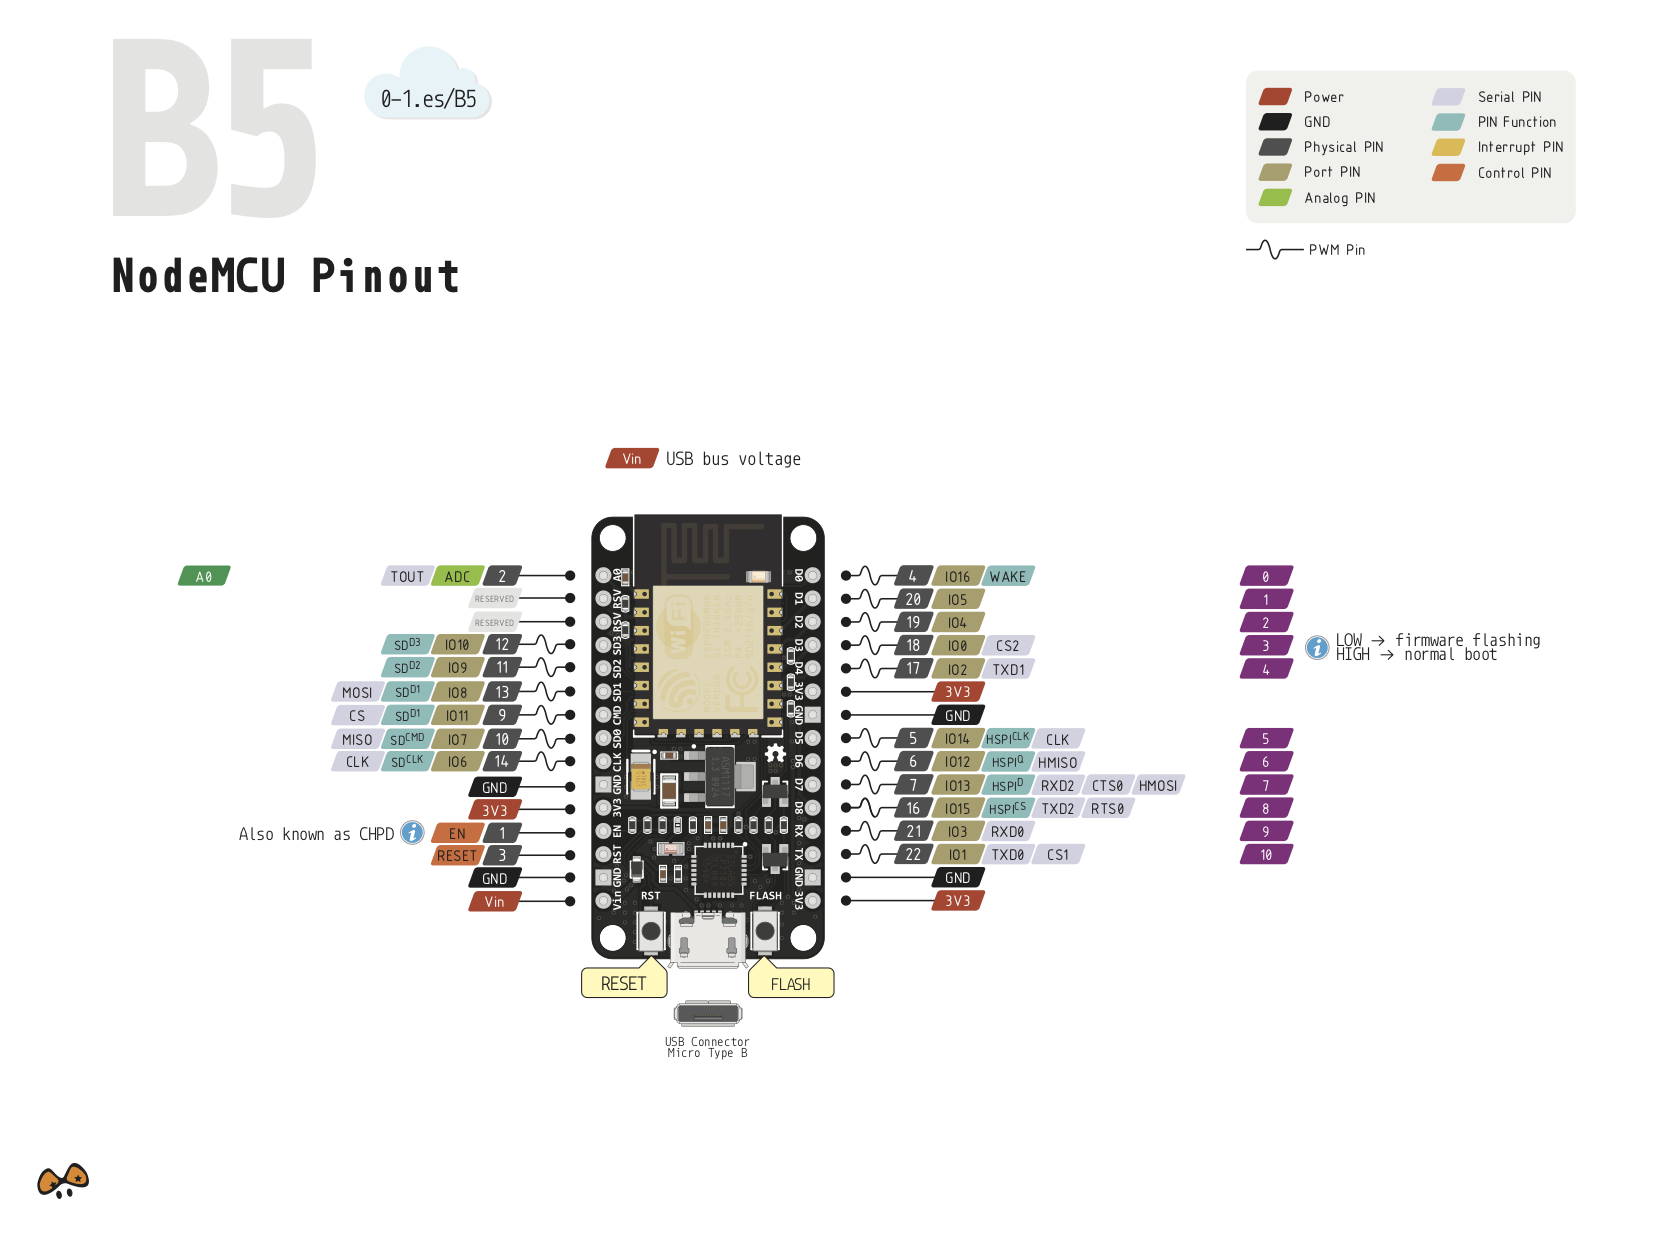 B5
0-1.es/B5
NodeMCU Pinout
Power
GND
Physical PIN
Port PIN
Analog PIN
Serial PIN
PIN Function
Interrupt PIN
Control PIN
PWM Pin
Vin USB bus voltage
A0 TOUT ADC 2
RESERVED
RESERVED
SDD3 IO10 12
SDD2 IO9 11
MOSI SDD1 IO8 13
CS SDD1 IO11 9
MISO SDCMD IO7 10
CLK SDCLK IO6 14
GND
3V3
Also known as CHPD EN 1
RESET 3
GND
Vin
A0
RSV
RSV
SD3
SD2
SD1
CMD
SD0
CLK
GND
3V3
EN
RST
GND
Vin
WiFi
FC
AMS1117
RST
FLASH
D0
D1
D2
D3
D4
3V3
GND
D5
D6
D7
D8
RX
TX
GND
3V3
4 IO16 WAKE 0
20 IO5 1
19 IO4 2
18 IO0 CS2 3
LOW → firmware flashing
HIGH → normal boot
17 IO2 TXD1 4
3V3
GND
5 IO14 HSPICLK CLK 5
6 IO12 HSPIQ HMISO 6
7 IO13 HSPID RXD2 CTS0 HMOSI 7
16 IO15 HSPICS TXD2 RTS0 8
21 IO3 RXD0 9
22 IO1 TXD0 CS1 10
GND
3V3
RESET
FLASH
USB Connector
Micro Type B